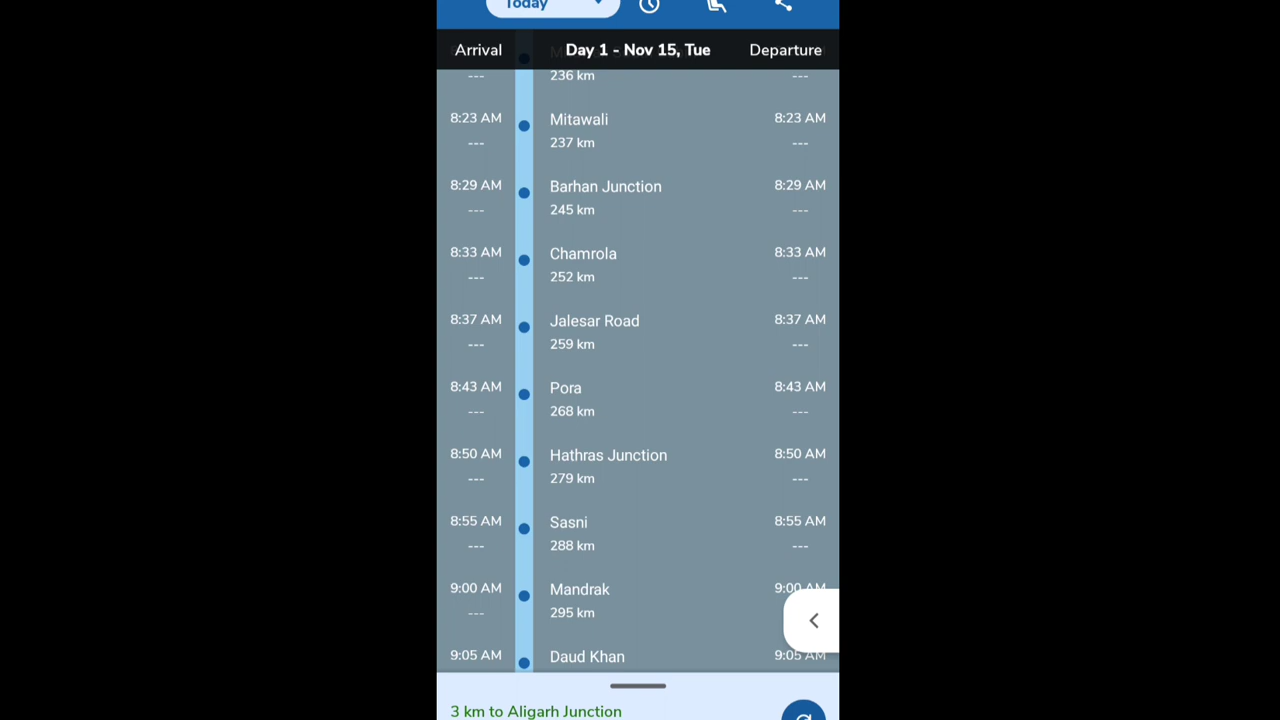 Today
Arrival Day 1 - Nov 15, Tue Departure
--- 236 km ---
8:23 AM Mitawali 8:23 AM
--- 237 km ---
8:29 AM Barhan Junction 8:29 AM
--- 245 km ---
8:33 AM Chamrola 8:33 AM
--- 252 km ---
8:37 AM Jalesar Road 8:37 AM
--- 259 km ---
8:43 AM Pora 8:43 AM
--- 268 km ---
8:50 AM Hathras Junction 8:50 AM
--- 279 km ---
8:55 AM Sasni 8:55 AM
--- 288 km ---
9:00 AM Mandrak 9:00 AM
--- 295 km
9:05 AM Daud Khan 9:05 AM
3 km to Aligarh Junction